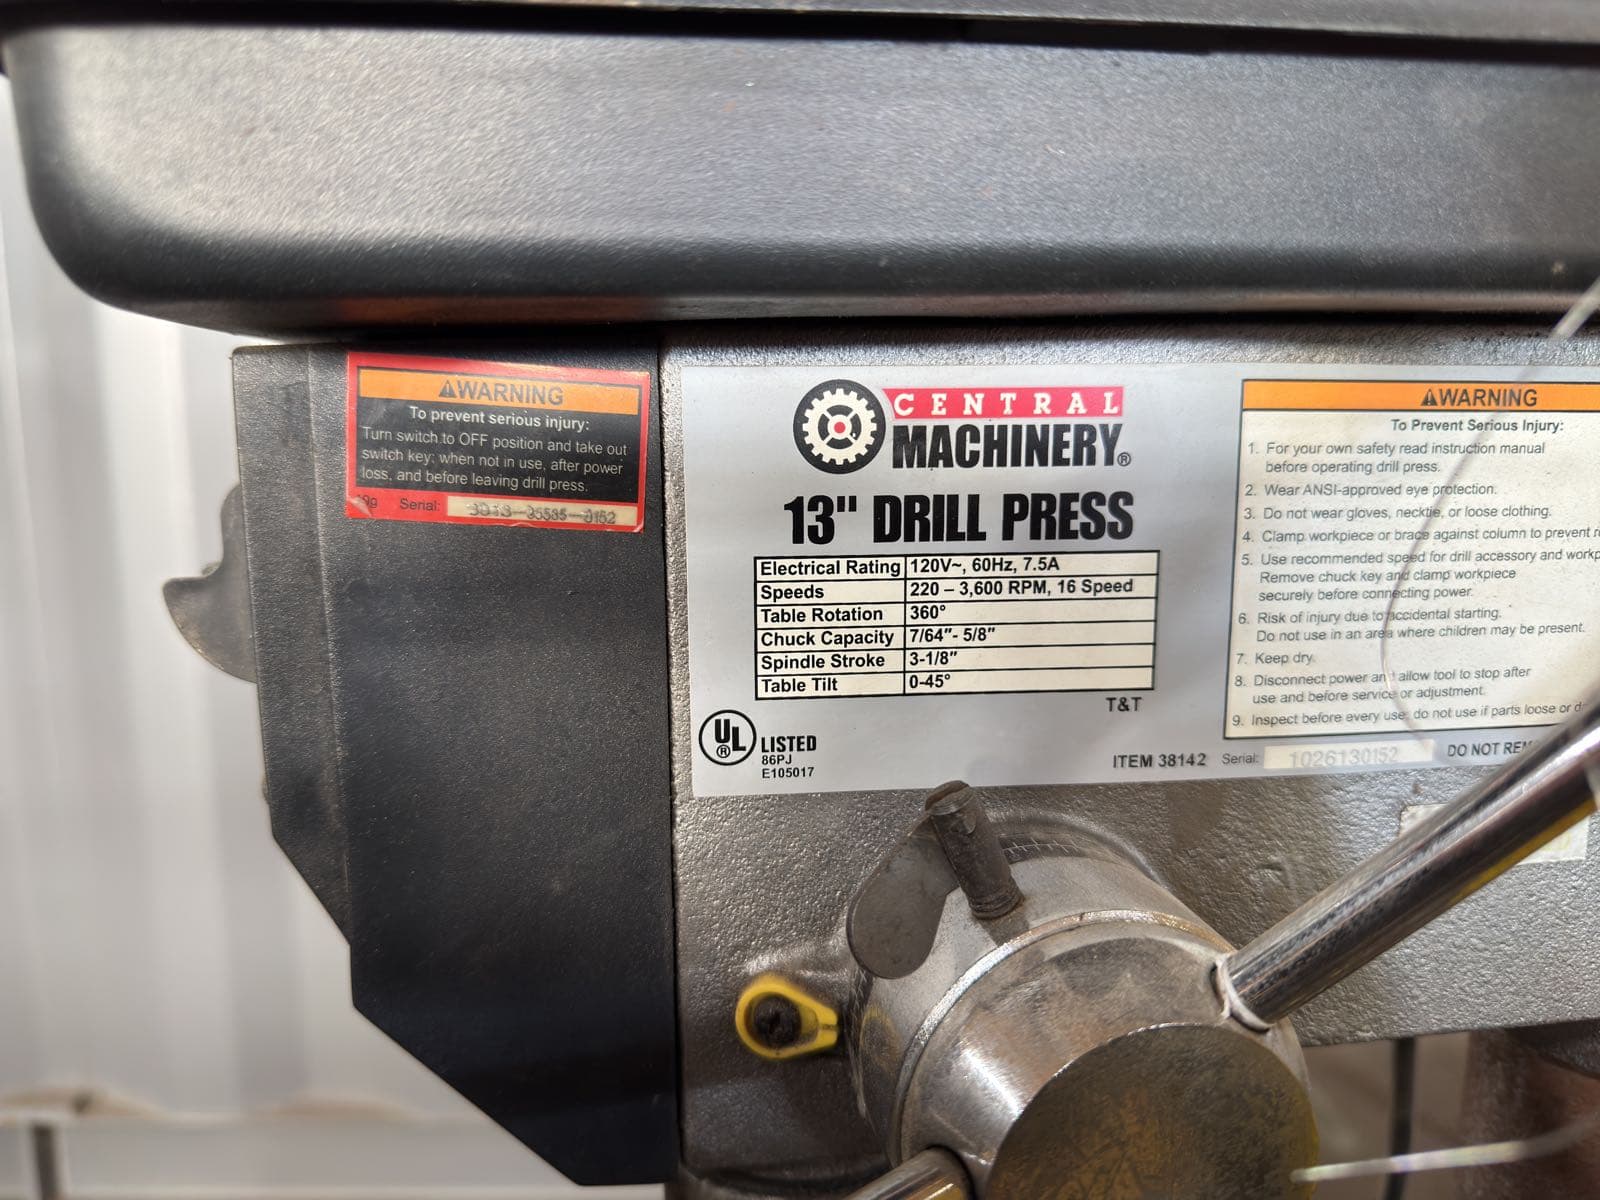 WARNING
To prevent serious injury:
Turn switch to OFF position and take out
switch key: when not in use, after power
loss, and before leaving drill press.
Serial:
CENTRAL
MACHINERY®
13" DRILL PRESS
Electrical Rating 120V~, 60Hz, 7.5A
Speeds 220 – 3,600 RPM, 16 Speed
Table Rotation 360°
Chuck Capacity 7/64"- 5/8"
Spindle Stroke 3-1/8"
Table Tilt 0-45°
T&T
UL® LISTED
86PJ
E105017
ITEM 38142 Serial: 1026130152 DO NOT
WARNING
To Prevent Serious Injury:
1. For your own safety read instruction manual
before operating drill press.
2. Wear ANSI-approved eye protection.
3. Do not wear gloves, necktie, or loose clothing.
4. Clamp workpiece or brace against column to prevent
5. Use recommended speed for drill accessory and
Remove chuck key and clamp workpiece
securely before connecting power.
6. Risk of injury due to accidental starting.
Do not use in an area where children may be present.
7. Keep dry.
8. Disconnect power and allow tool to stop after
use and before service or adjustment.
9. Inspect before every use; do not use if parts loose or